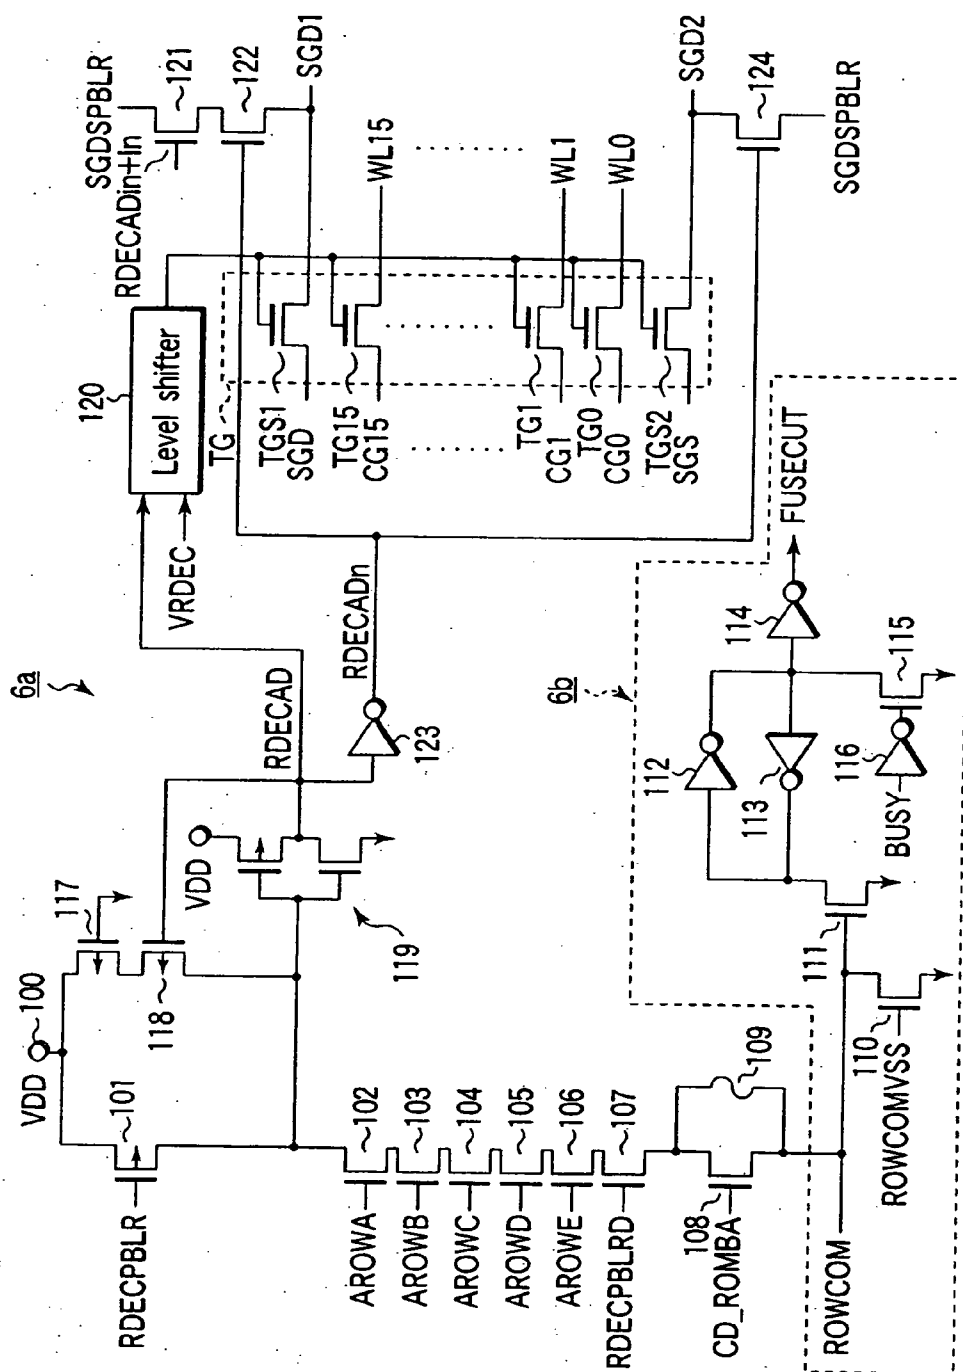 6a
VDD
100
117
RDECPBLR
101
118
VDD
119
RDECAD
RDECADn
123
VRDEC
120
Level shifter
RDECADin+In
SGDSPBLR
121
122
SGD1
TG
TGS1
SGD
TG15
CG15
WL15
TG1
CG1
WL1
TG0
CG0
WL0
TGS2
SGS
SGD2
124
SGDSPBLR
AROWA
102
AROWB
103
AROWC
104
AROWD
105
AROWE
106
RDECPBLRD
107
108
CD_ROMBA
109
ROWCOM
110
ROWCOMVSS
111
6b
112
113
114
FUSECUT
115
116
BUSY